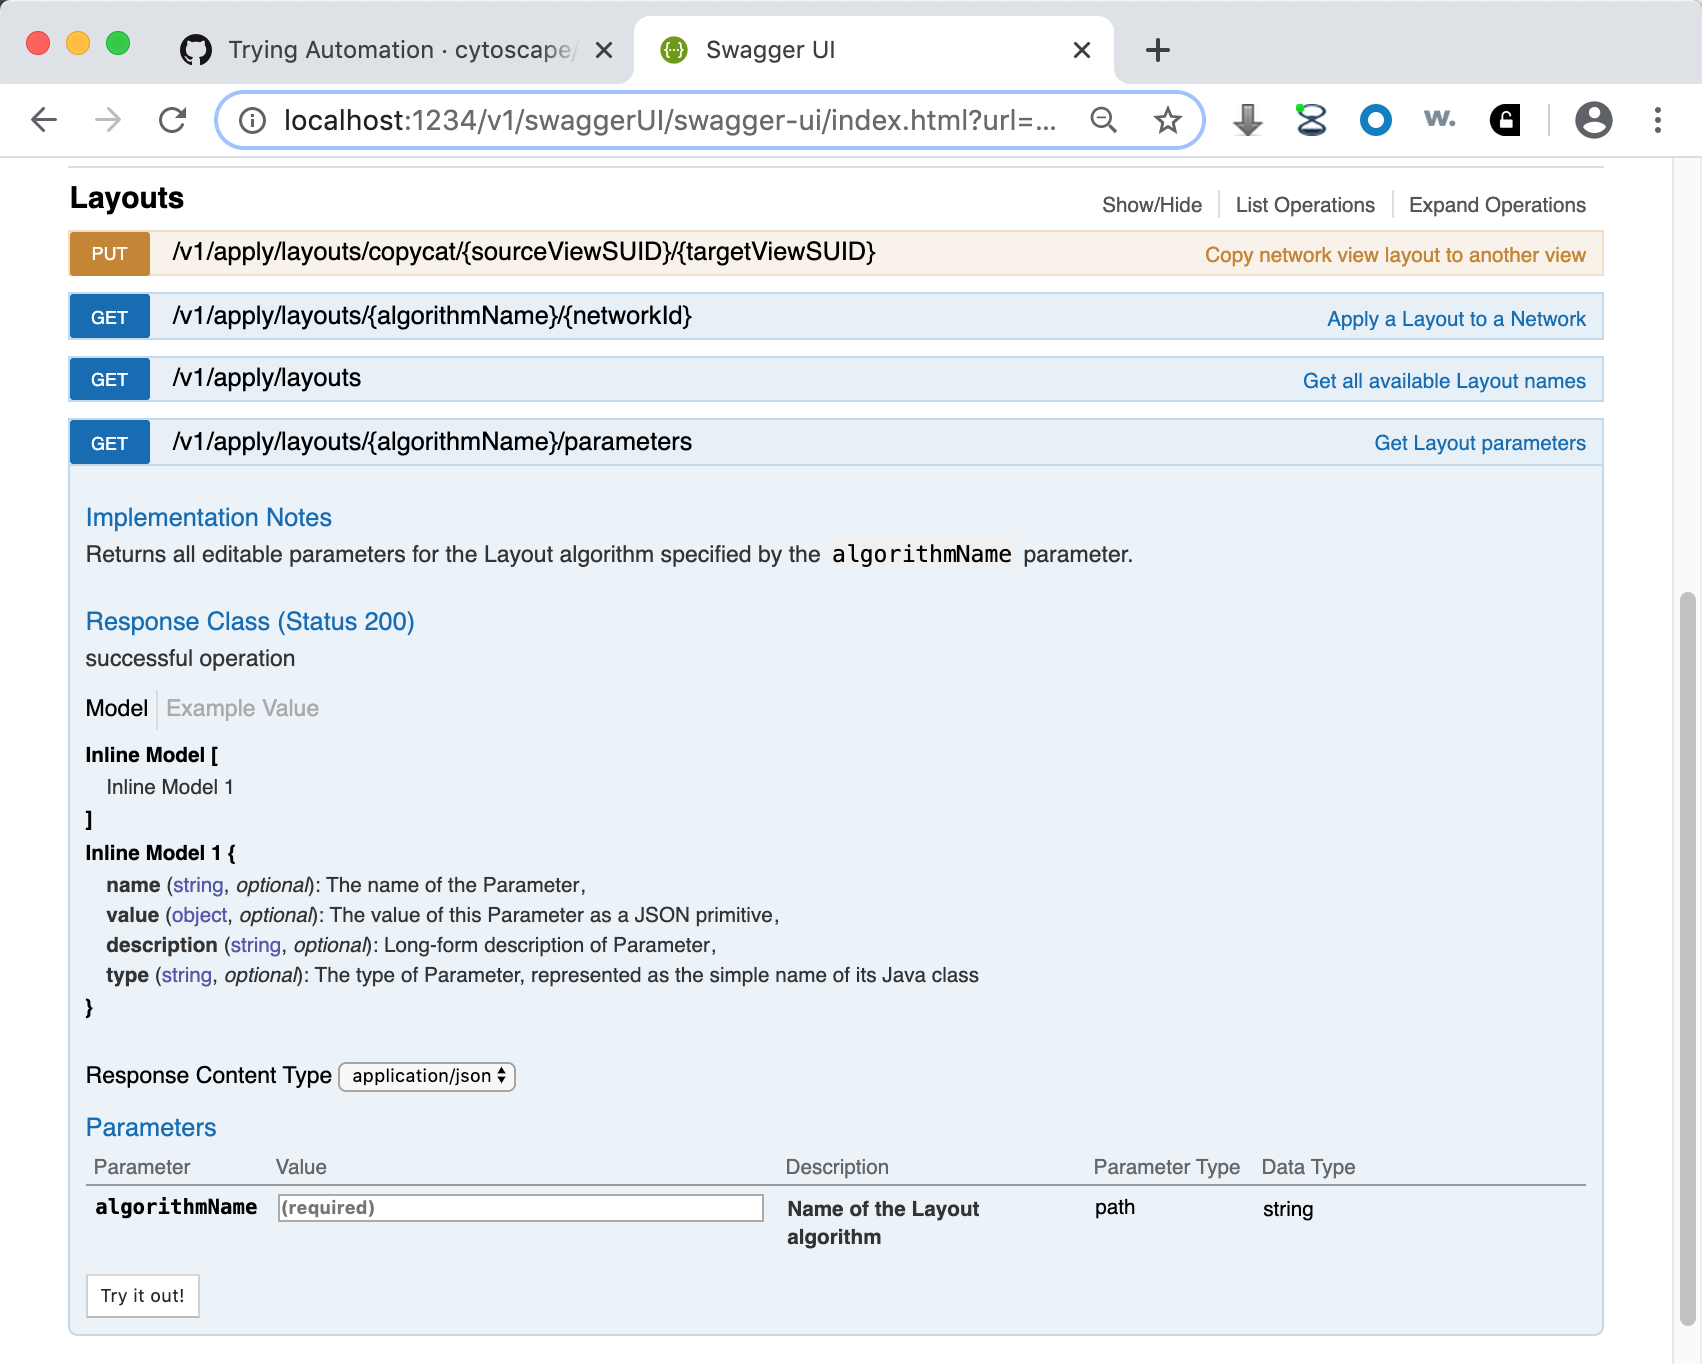 Trying Automation · cytoscape/
Swagger UI
localhost:1234/v1/swaggerUI/swagger-ui/index.html?url=...
w.
Layouts
Show/Hide
List Operations
Expand Operations
PUT /v1/apply/layouts/copycat/{sourceViewSUID}/{targetViewSUID} Copy network view layout to another view
GET /v1/apply/layouts/{algorithmName}/{networkId} Apply a Layout to a Network
GET /v1/apply/layouts Get all available Layout names
GET /v1/apply/layouts/{algorithmName}/parameters Get Layout parameters
Implementation Notes
Returns all editable parameters for the Layout algorithm specified by the algorithmName parameter.
Response Class (Status 200)
successful operation
Model Example Value
Inline Model [
Inline Model 1
]
Inline Model 1 {
name (string, optional): The name of the Parameter,
value (object, optional): The value of this Parameter as a JSON primitive,
description (string, optional): Long-form description of Parameter,
type (string, optional): The type of Parameter, represented as the simple name of its Java class
}
Response Content Type application/json
Parameters
Parameter Value Description Parameter Type Data Type
algorithmName (required) Name of the Layout path string
algorithm
Try it out!